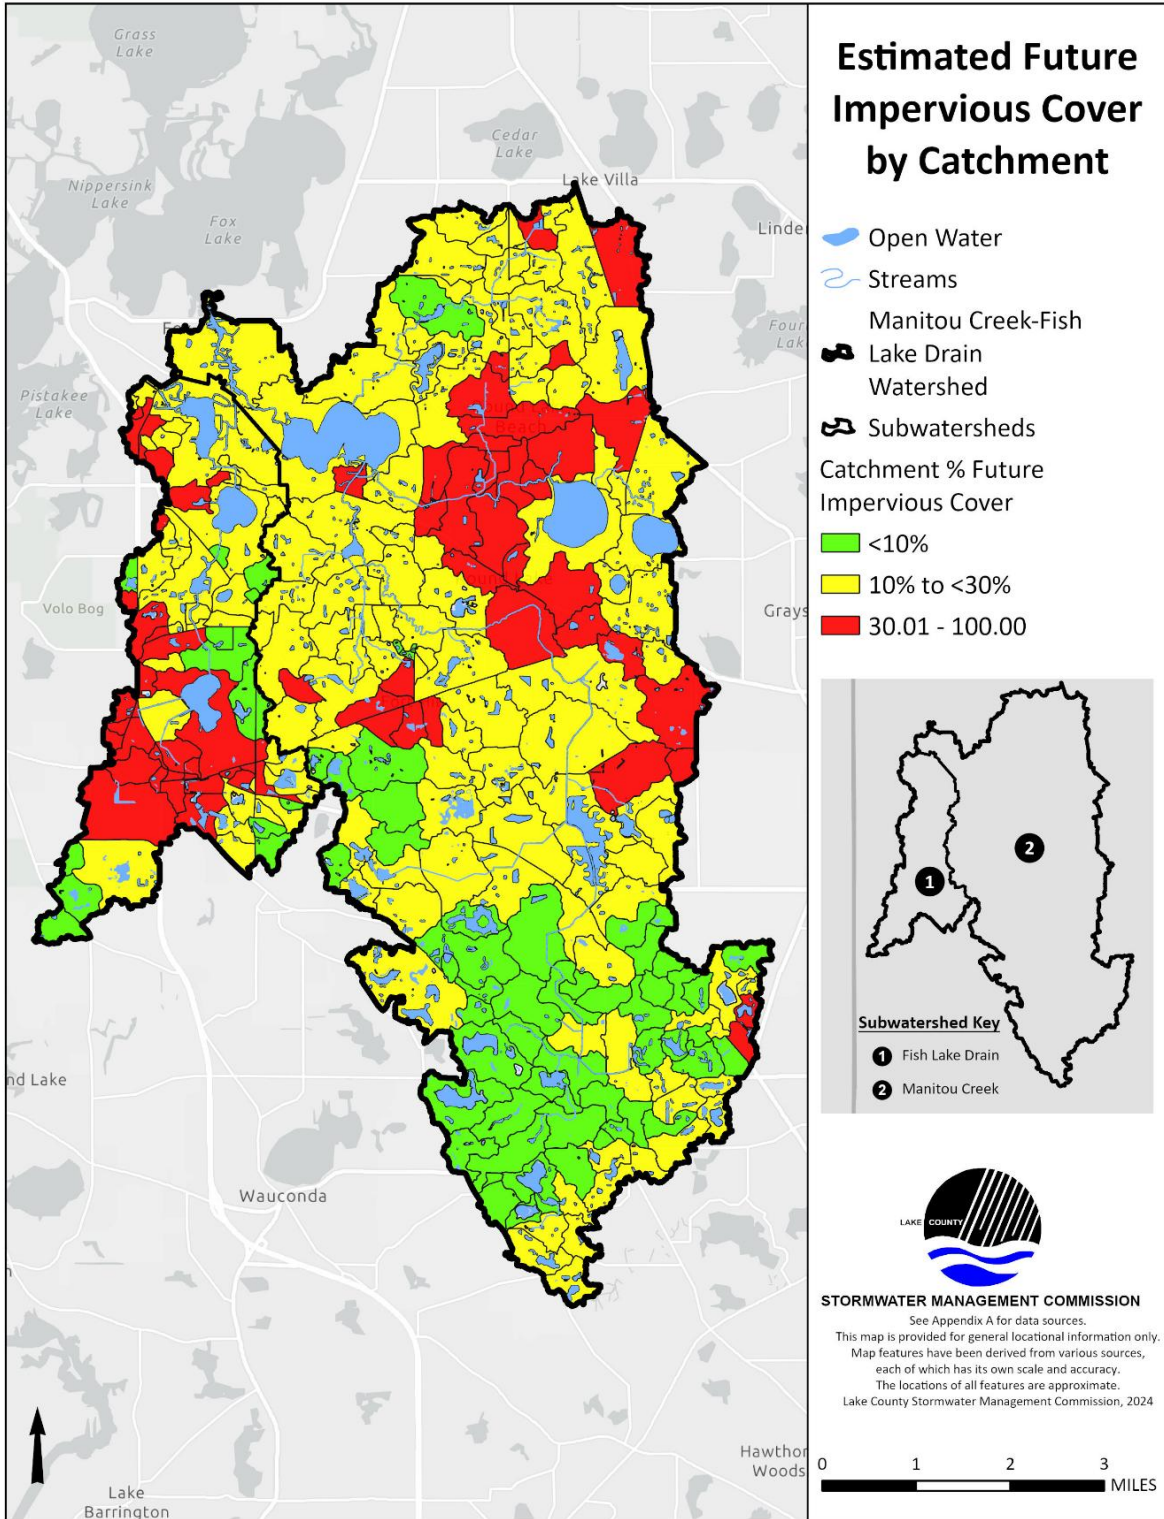 Grass
Lake
Cedar
Lake
Lake Villa
Nippersink
Lake
Fox
Lake
Linde
Four
Lak
Pistakee
Lake
Beach
Volo Bog
Grays
nd Lake
Wauconda
Lake
Barrington
Hawthor
Woods
Estimated Future
Impervious Cover
by Catchment
Open Water
Streams
Manitou Creek-Fish
Lake Drain
Watershed
Subwatersheds
Catchment % Future
Impervious Cover
<10%
10% to <30%
30.01 - 100.00
1
2
Subwatershed Key
1 Fish Lake Drain
2 Manitou Creek
LAKE COUNTY
STORMWATER MANAGEMENT COMMISSION
See Appendix A for data sources.
This map is provided for general locational information only.
Map features have been derived from various sources,
each of which has its own scale and accuracy.
The locations of all features are approximate.
Lake County Stormwater Management Commission, 2024
0 1 2 3
MILES